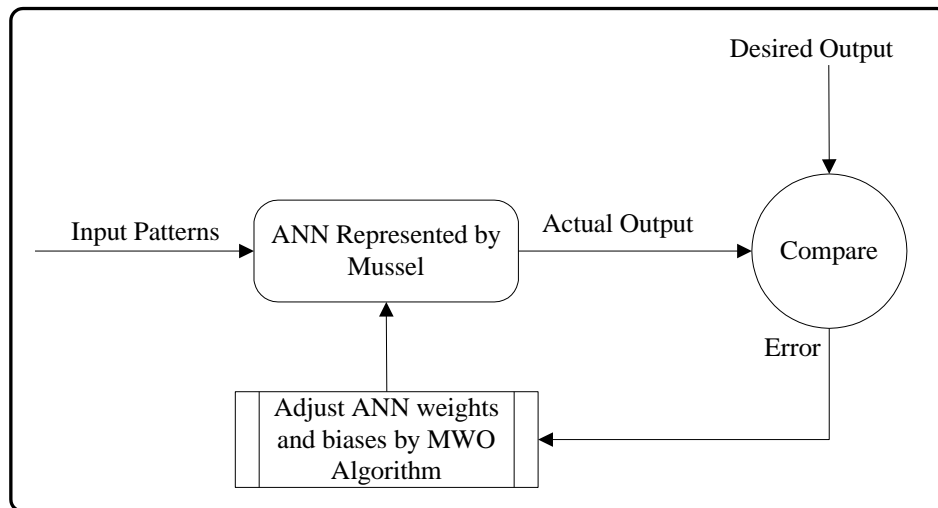 Desired Output
Input Patterns
ANN Represented by
Mussel
Actual Output
Compare
Error
Adjust ANN weights
and biases by MWO
Algorithm